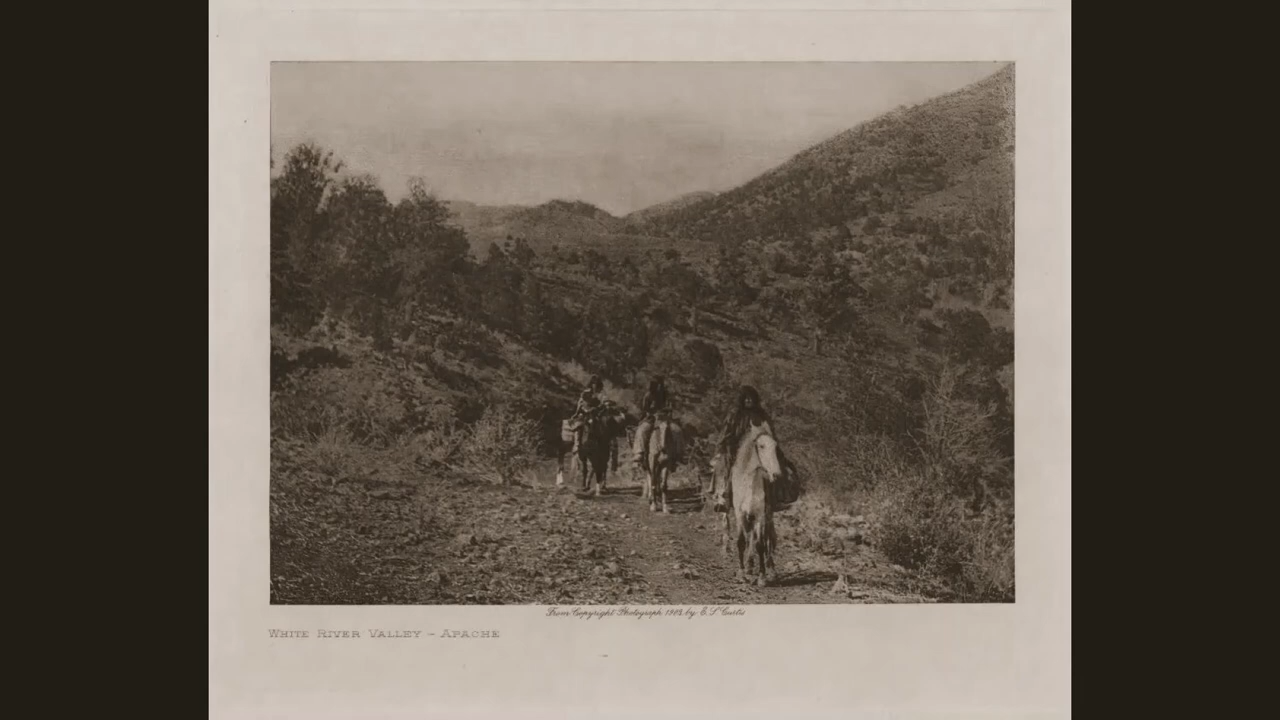 From Copyright Photograph 1903 by E. S. Curtis
White River Valley – Apache